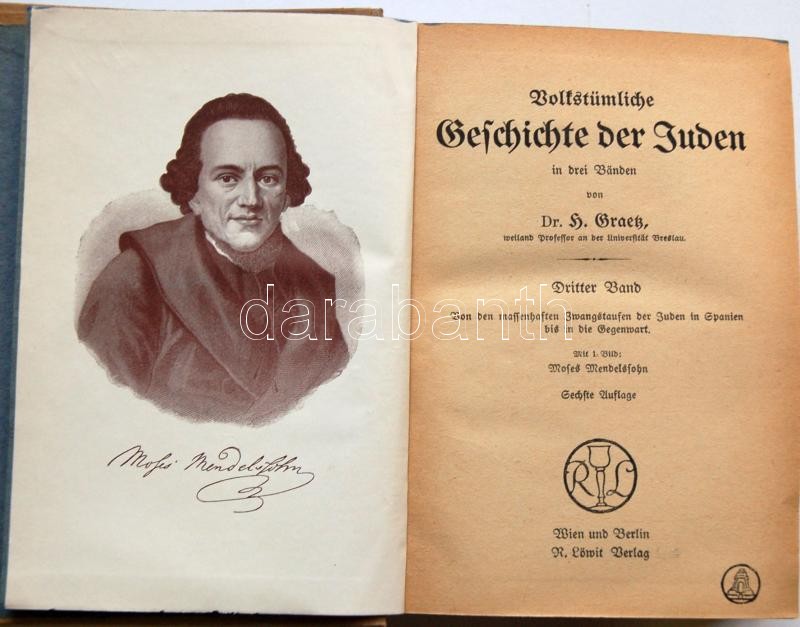 Moses Mendelssohn
Volkstümliche
Geschichte der Juden
in drei Bänden
von
Dr. H. Graetz,
weiland Professor an der Universität Breslau.
Dritter Band
Von den massenhaften Zwangstaufen der Juden in Spanien
bis in die Gegenwart.
Mit 1 Bild:
Moses Mendelssohn
Sechste Auflage
R L
Wien und Berlin
R. Löwit Verlag
darabanth